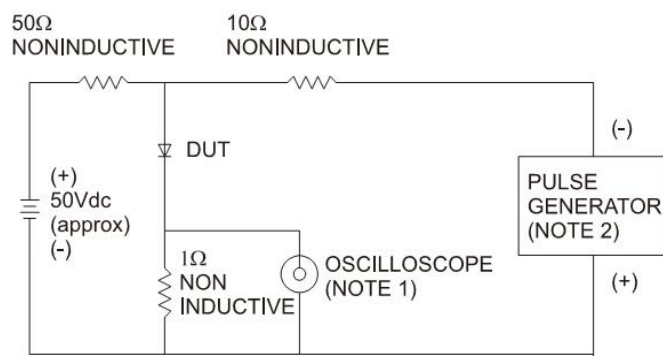 50Ω
NONINDUCTIVE
10Ω
NONINDUCTIVE
DUT
(+)
50Vdc
(approx)
(-)
1Ω
NON
INDUCTIVE
OSCILLOSCOPE
(NOTE 1)
(-)
PULSE
GENERATOR
(NOTE 2)
(+)